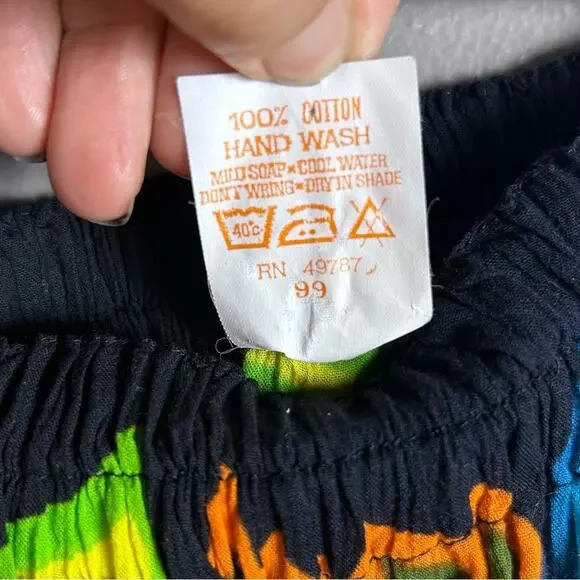 100% COTTON
HAND WASH
MILD SOAP × COOL WATER
DON'T WRING × DRY IN SHADE
40°C
RN 49787
99